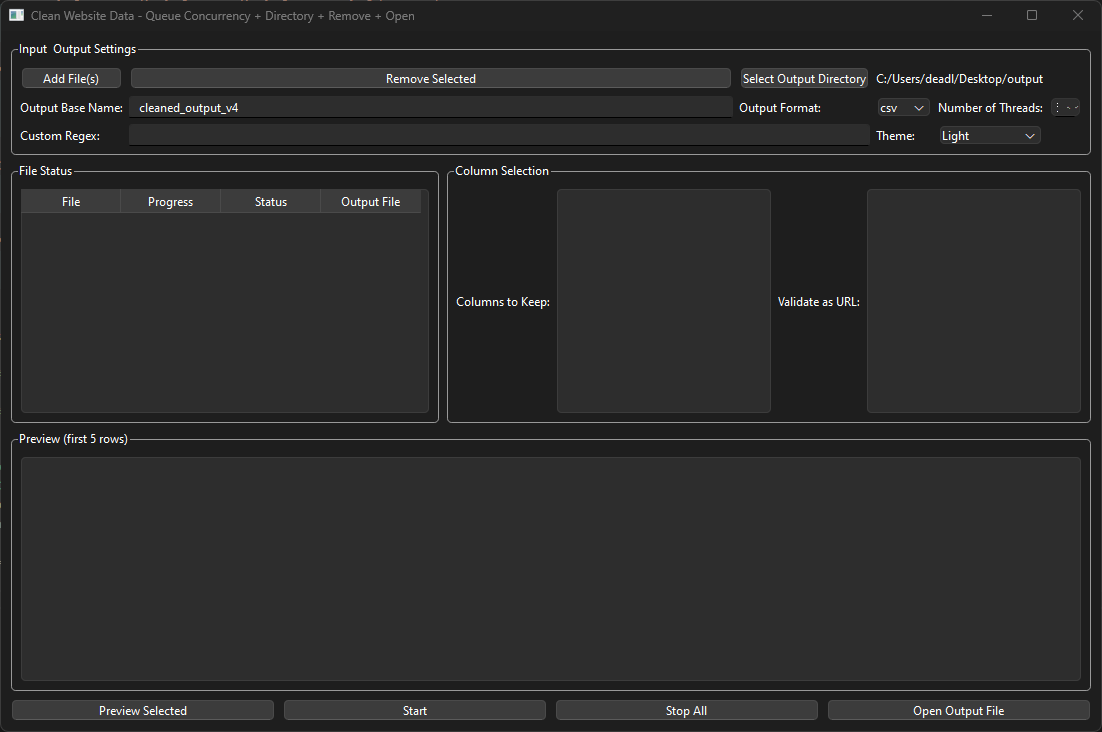 Clean Website Data - Queue Concurrency + Directory + Remove + Open
Input  Output Settings
Add File(s) Remove Selected Select Output Directory C:/Users/deadl/Desktop/output
Output Base Name: cleaned_output_v4 Output Format: csv Number of Threads:
Custom Regex: Theme: Light
File Status Column Selection
File Progress Status Output File
Columns to Keep: Validate as URL:
Preview (first 5 rows)
Preview Selected Start Stop All Open Output File